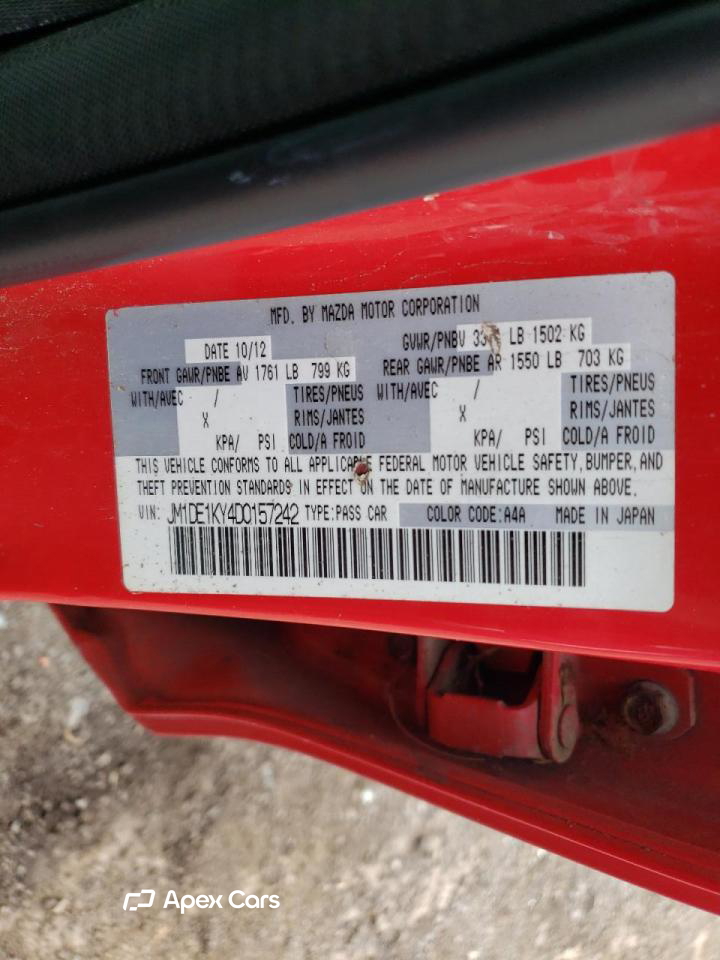 MFD. BY MAZDA MOTOR CORPORATION
DATE 10/12 GVWR/PNBV LB 1502 KG
FRONT GAWR/PNBE AV 1761 LB 799 KG REAR GAWR/PNBE AR 1550 LB 703 KG
WITH/AVEC / TIRES/PNEUS WITH/AVEC / TIRES/PNEUS
X RIMS/JANTES X RIMS/JANTES
KPA/ PSI COLD/A FROID KPA/ PSI COLD/A FROID
THIS VEHICLE CONFORMS TO ALL APPLICABLE FEDERAL MOTOR VEHICLE SAFETY, BUMPER, AND
THEFT PREVENTION STANDARDS IN EFFECT ON THE DATE OF MANUFACTURE SHOWN ABOVE.
VIN: JM1DE1KY4D0157242 TYPE:PASS CAR COLOR CODE:A4A MADE IN JAPAN
Apex Cars